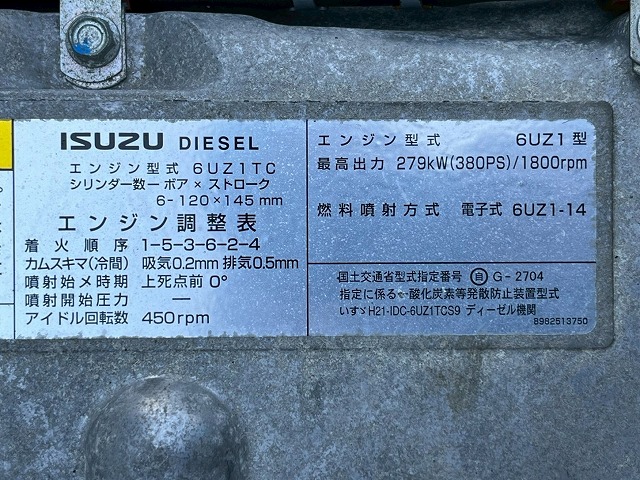 ISUZU DIESEL
エンジン型式 6UZ1TC
シリンダー数ー ボア × ストローク
6-120×145mm
エンジン調整表
着火順序 1-5-3-6-2-4
カムスキマ(冷間) 吸気0.2mm 排気0.5mm
噴射始メ時期 上死点前 0°
噴射開始圧力 —
アイドル回転数 450rpm
エンジン型式 6UZ1型
最高出力 279kW(380PS)/1800rpm
燃料噴射方式 電子式 6UZ1-14
国土交通省型式指定番号 自 G-2704
指定に係る一酸化炭素等発散防止装置型式
いすゞH21-IDC-6UZ1TCS9 ディーゼル機関
8982513750